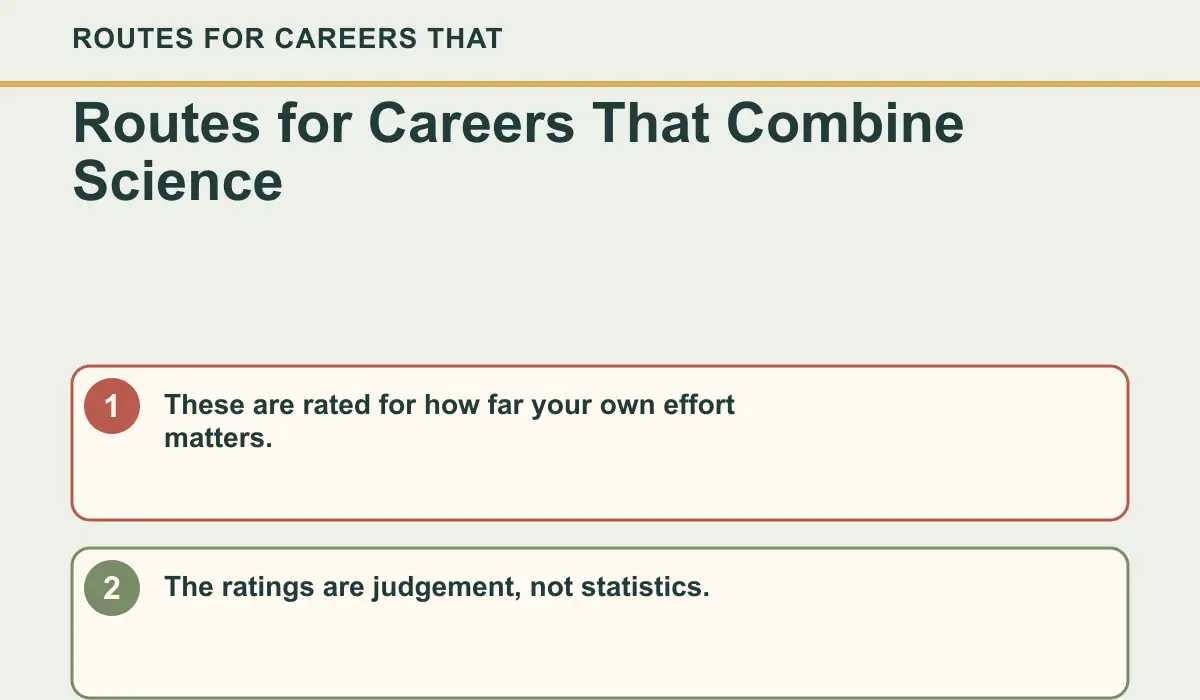 ROUTES FOR CAREERS THAT
Routes for Careers That Combine
Science
1
These are rated for how far your own effort
matters.
2
The ratings are judgement, not statistics.